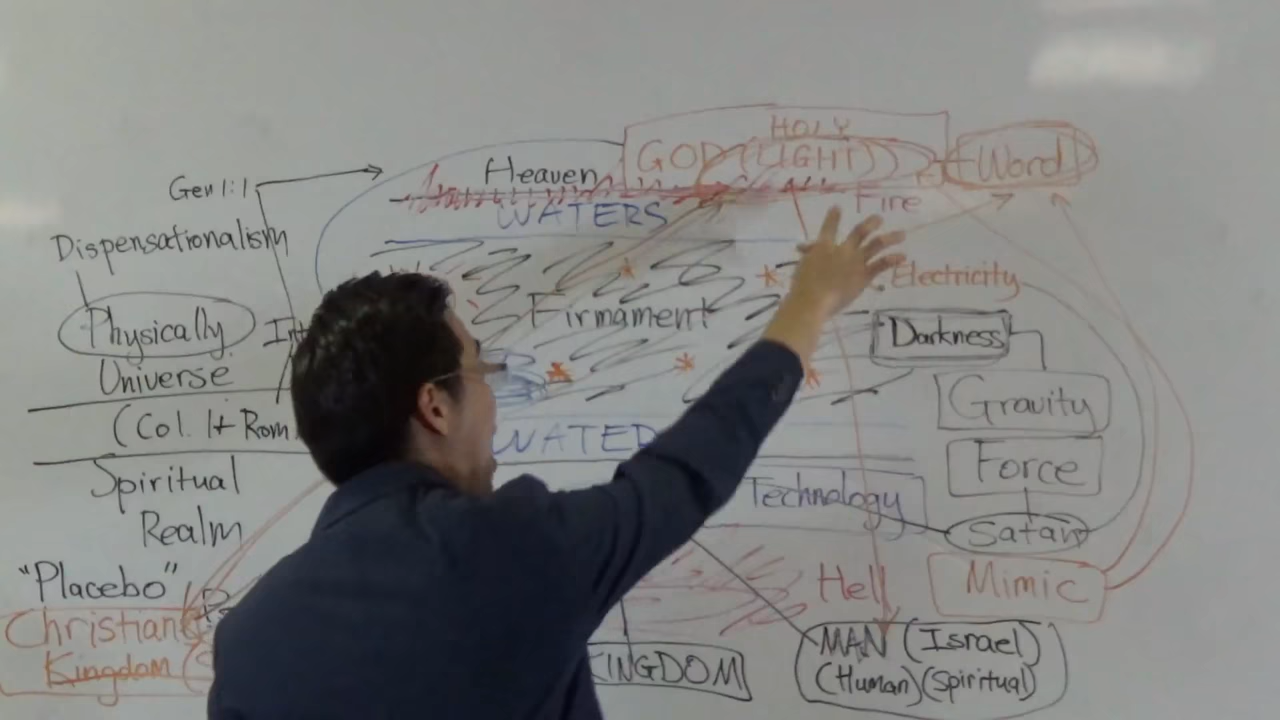 HOLY
Heaven GOD (LIGHT) Word
Gen 1:1
WATERS Fire
Dispensationalism
Electricity
Physically Firmament Darkness
Universe
Gravity
(Col. 1 + Rom.
WATER
Spiritual Technology Force
Realm Satan
"Placebo" Hell Mimic
Christian
Kingdom KINGDOM MAN (Israel)
(Human) (Spiritual)